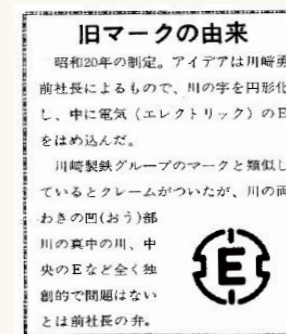 旧マークの由来
昭和20年の制定。アイデアは川崎勇
前社長によるもので、川の字を円形化
し、中に電気（エレクトリック）のE
をはめ込んだ。
川崎製鉄グループのマークと類似し
ているとクレームがついたが、川の両
わきの凹(おう)部
川の真中の川、中
央のEなど全く独
創的で問題はない
とは前社長の弁。
E